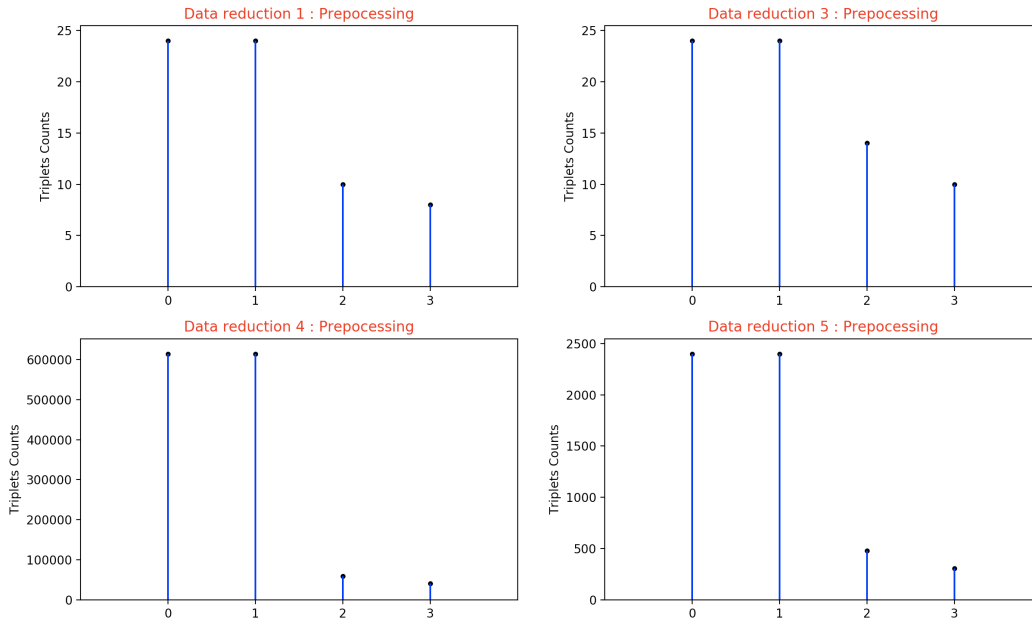 Data reduction 1 : Prepocessing
Triplets Counts
25
20
15
10
5
0
0 1 2 3
Data reduction 3 : Prepocessing
Triplets Counts
25
20
15
10
5
0
0 1 2 3
Data reduction 4 : Prepocessing
Triplets Counts
600000
500000
400000
300000
200000
100000
0
0 1 2 3
Data reduction 5 : Prepocessing
Triplets Counts
2500
2000
1500
1000
500
0
0 1 2 3